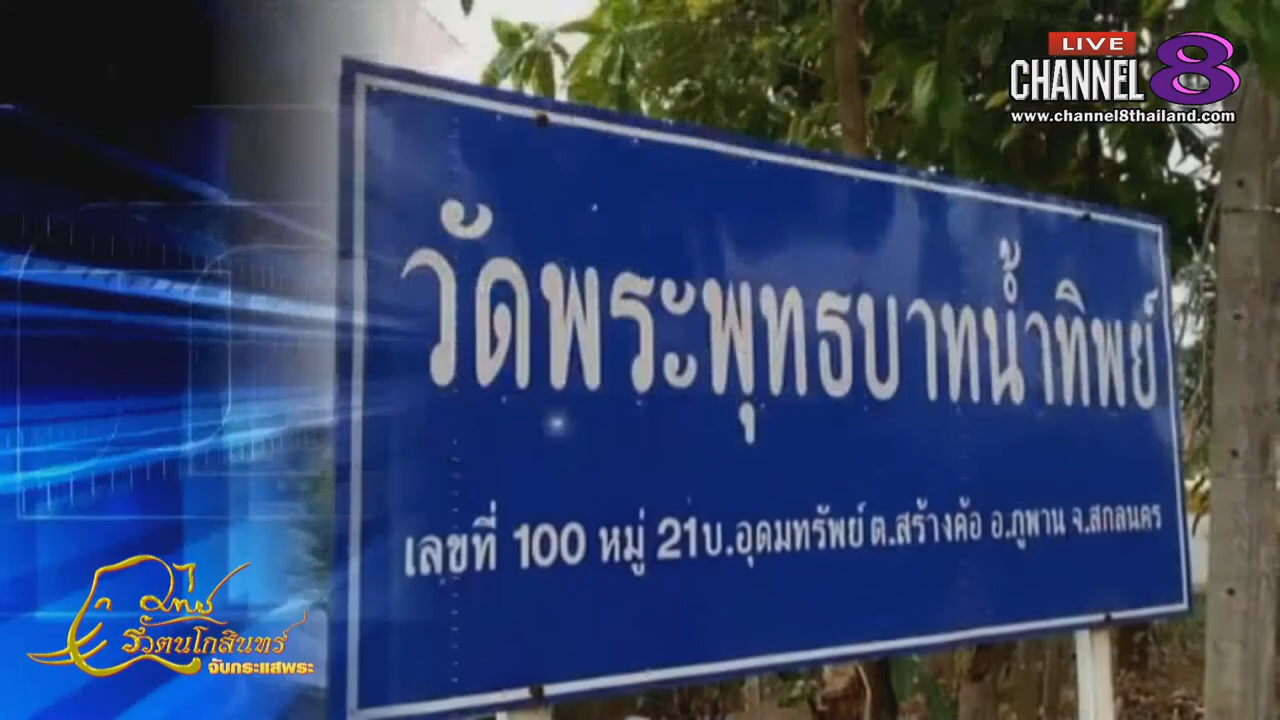 LIVE
CHANNEL 8
www.channel8thailand.com
วัดพระพุทธบาทน้ำทิพย์
เลขที่ 100 หมู่ 21 บ.อุดมทรัพย์ ต.สร้างค้อ อ.ภูพาน จ.สกลนคร
รัตนโกสินทร์
จับกระแสพระ